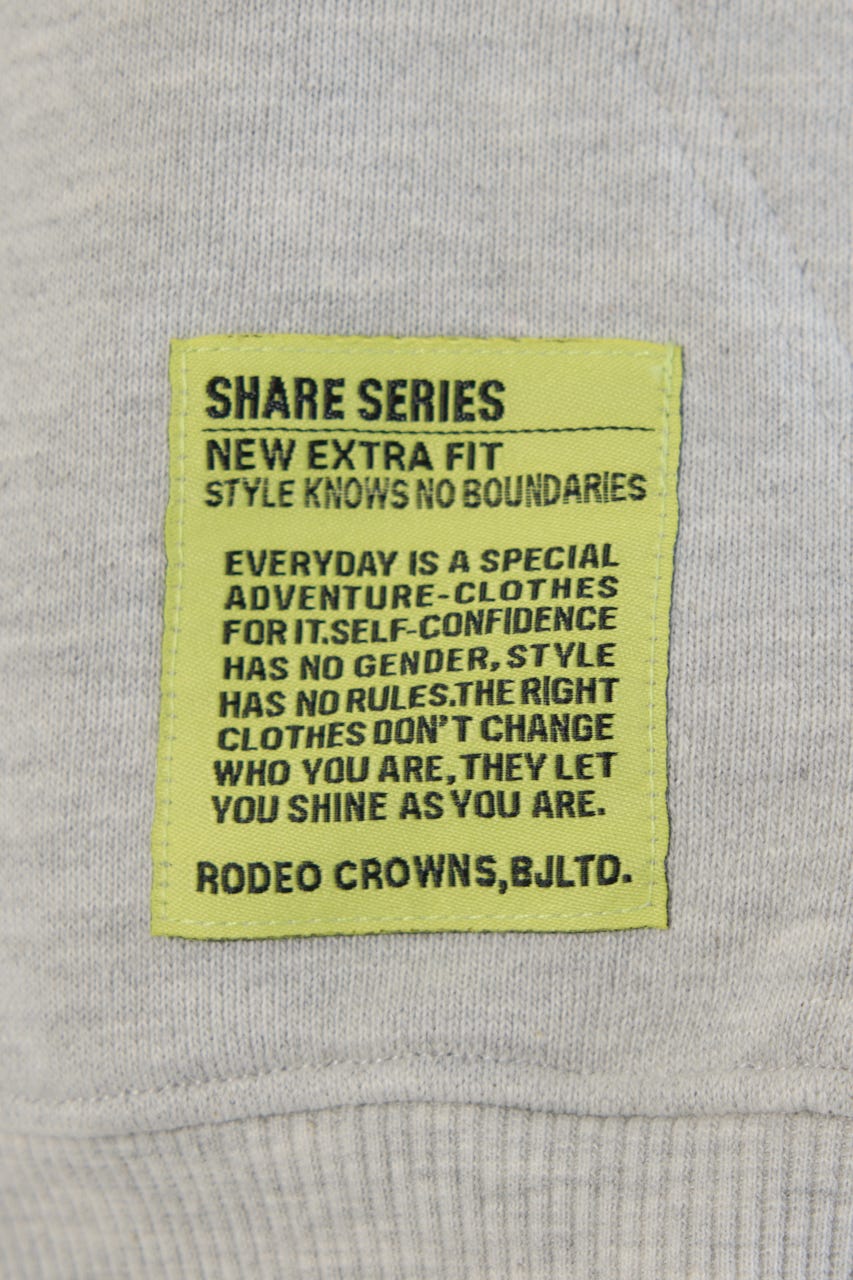 SHARE SERIES
NEW EXTRA FIT
STYLE KNOWS NO BOUNDARIES
EVERYDAY IS A SPECIAL
ADVENTURE-CLOTHES
FOR IT.SELF-CONFIDENCE
HAS NO GENDER, STYLE
HAS NO RULES.THE RIGHT
CLOTHES DON'T CHANGE
WHO YOU ARE, THEY LET
YOU SHINE AS YOU ARE.
RODEO CROWNS,BJLTD.